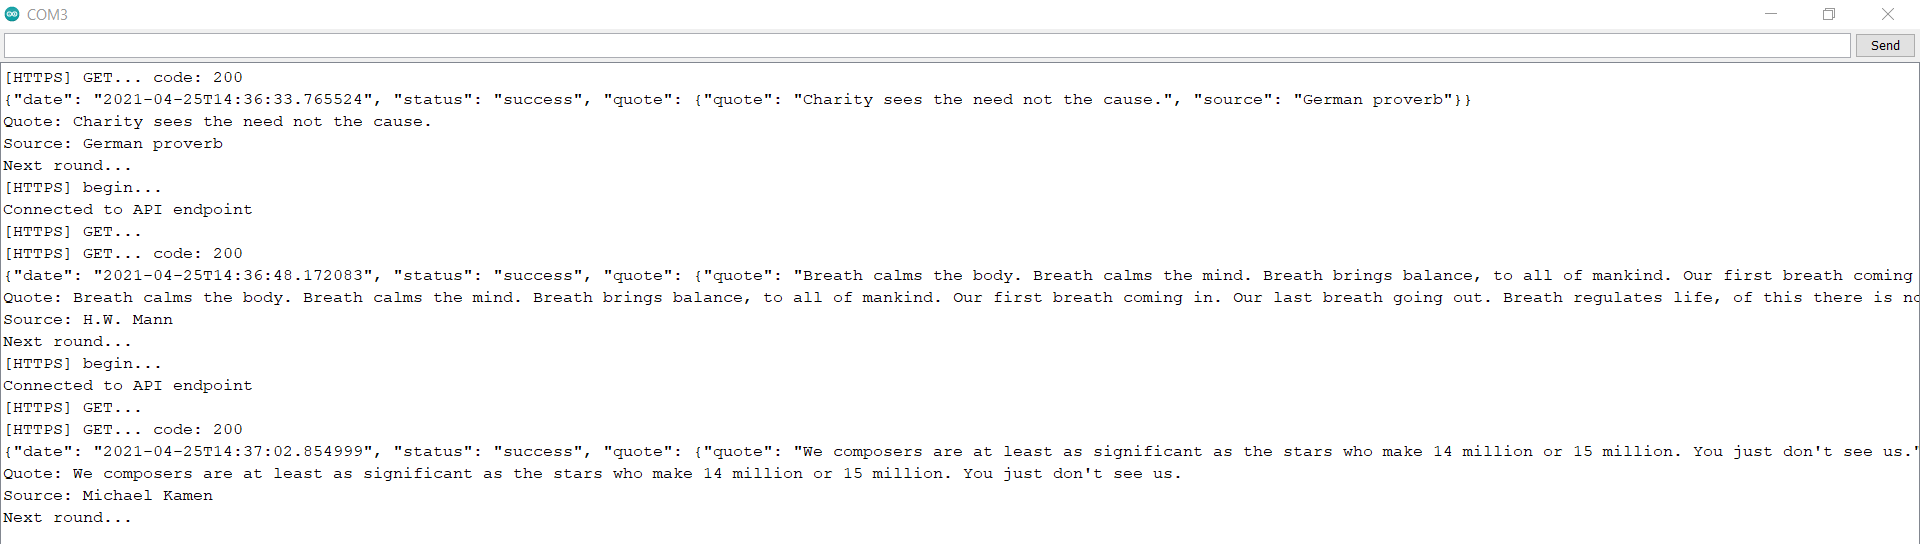 COM3
Send
[HTTPS] GET... code: 200
{"date": "2021-04-25T14:36:33.765524", "status": "success", "quote": {"quote": "Charity sees the need not the cause.", "source": "German proverb"}}
Quote: Charity sees the need not the cause.
Source: German proverb
Next round...
[HTTPS] begin...
Connected to API endpoint
[HTTPS] GET...
[HTTPS] GET... code: 200
{"date": "2021-04-25T14:36:48.172083", "status": "success", "quote": {"quote": "Breath calms the body. Breath calms the mind. Breath brings balance, to all of mankind. Our first breath coming
Quote: Breath calms the body. Breath calms the mind. Breath brings balance, to all of mankind. Our first breath coming in. Our last breath going out. Breath regulates life, of this there is
Source: H.W. Mann
Next round...
[HTTPS] begin...
Connected to API endpoint
[HTTPS] GET...
[HTTPS] GET... code: 200
{"date": "2021-04-25T14:37:02.854999", "status": "success", "quote": {"quote": "We composers are at least as significant as the stars who make 14 million or 15 million. You just don't see us."
Quote: We composers are at least as significant as the stars who make 14 million or 15 million. You just don't see us.
Source: Michael Kamen
Next round...